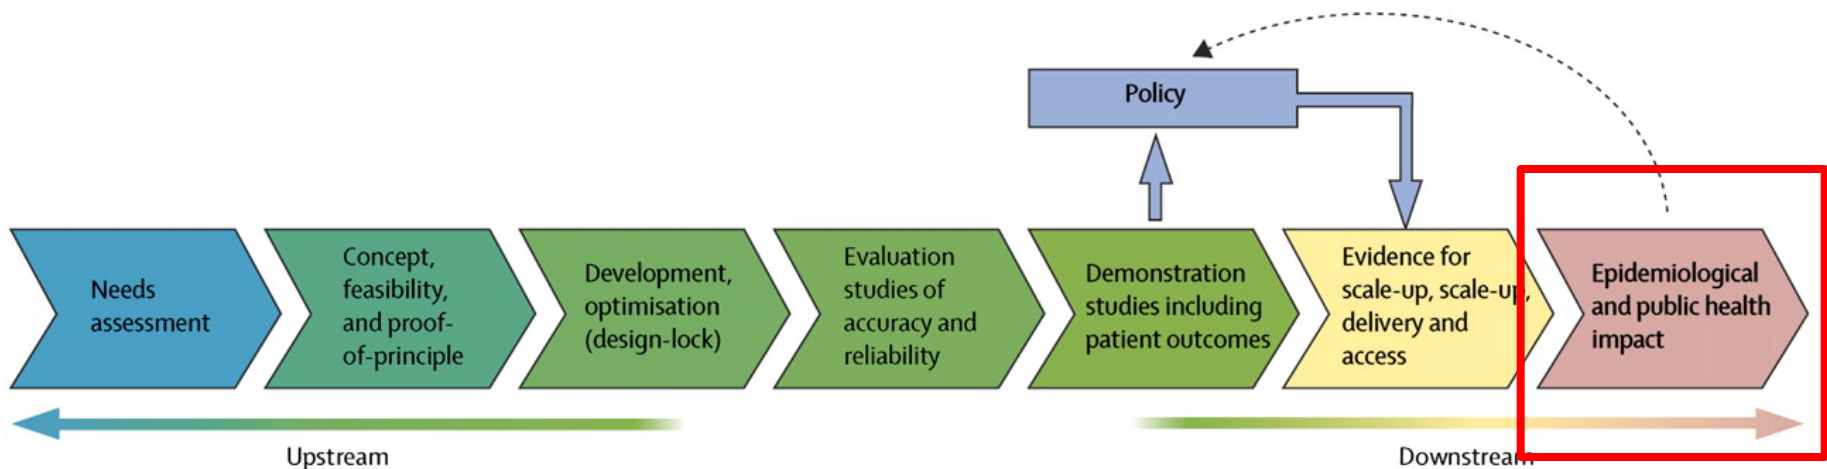 Policy
Needs
assessment
Concept,
feasibility,
and proof-
of-principle
Development,
optimisation
(design-lock)
Evaluation
studies of
accuracy and
reliability
Demonstration
studies including
patient outcomes
Evidence for
scale-up, scale-up,
delivery and
access
Epidemiological
and public health
impact
Upstream
Downstream